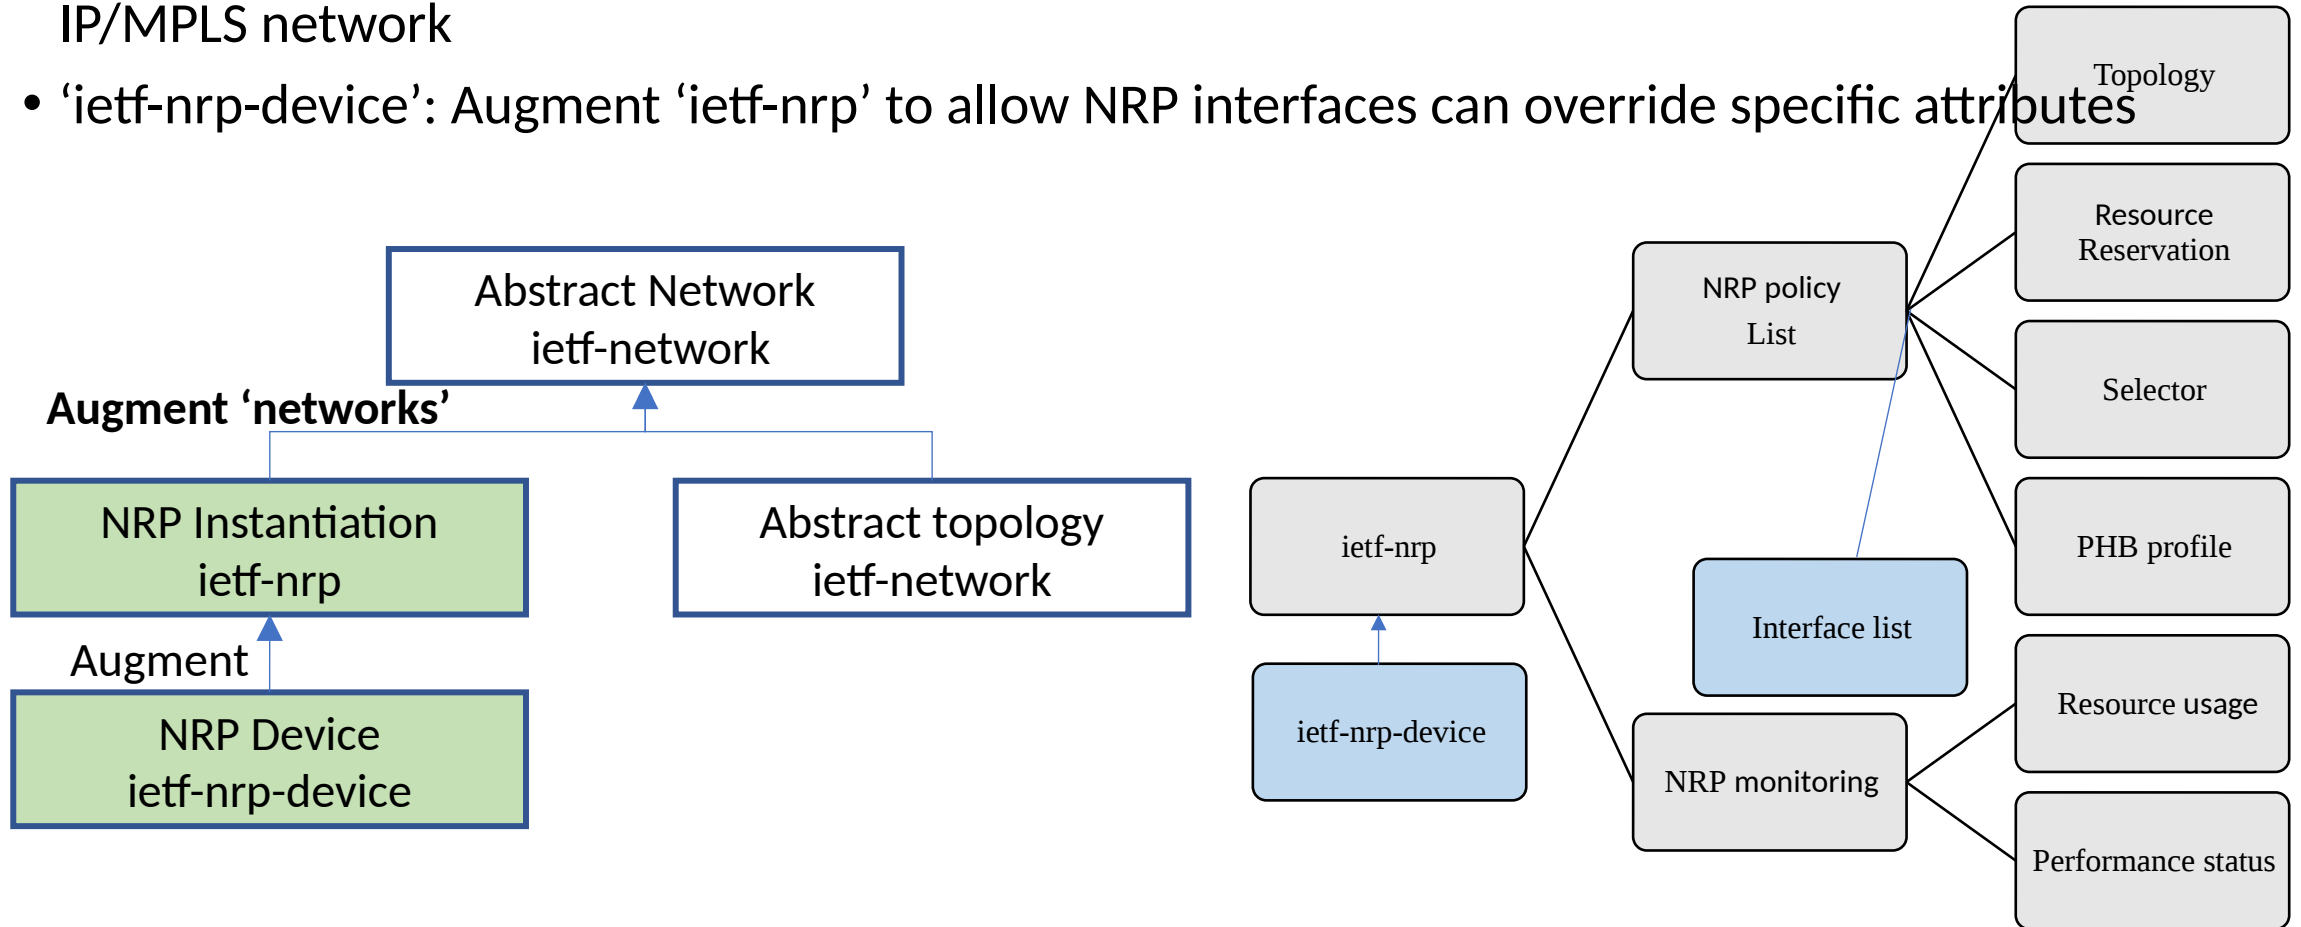 IP/MPLS network
• ‘ietf-nrp-device’: Augment ‘ietf-nrp’ to allow NRP interfaces can override specific attributes
Abstract Network
ietf-network
Augment ‘networks’
NRP Instantiation
ietf-nrp
Abstract topology
ietf-network
Augment
NRP Device
ietf-nrp-device
ietf-nrp
ietf-nrp-device
NRP policy
List
Interface list
NRP monitoring
Topology
Resource
Reservation
Selector
PHB profile
Resource usage
Performance status